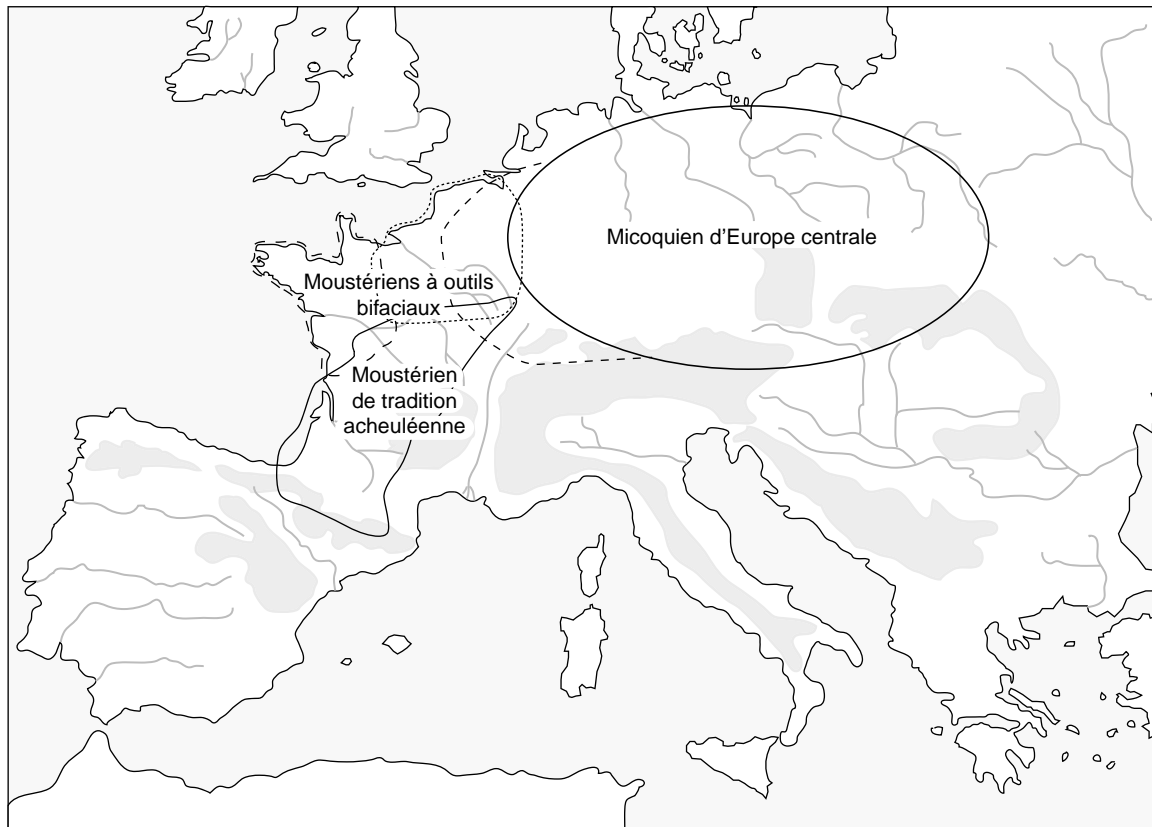 Micoquien d'Europe centrale
Moustériens à outils
bifaciaux
Moustérien
de tradition
acheuléenne